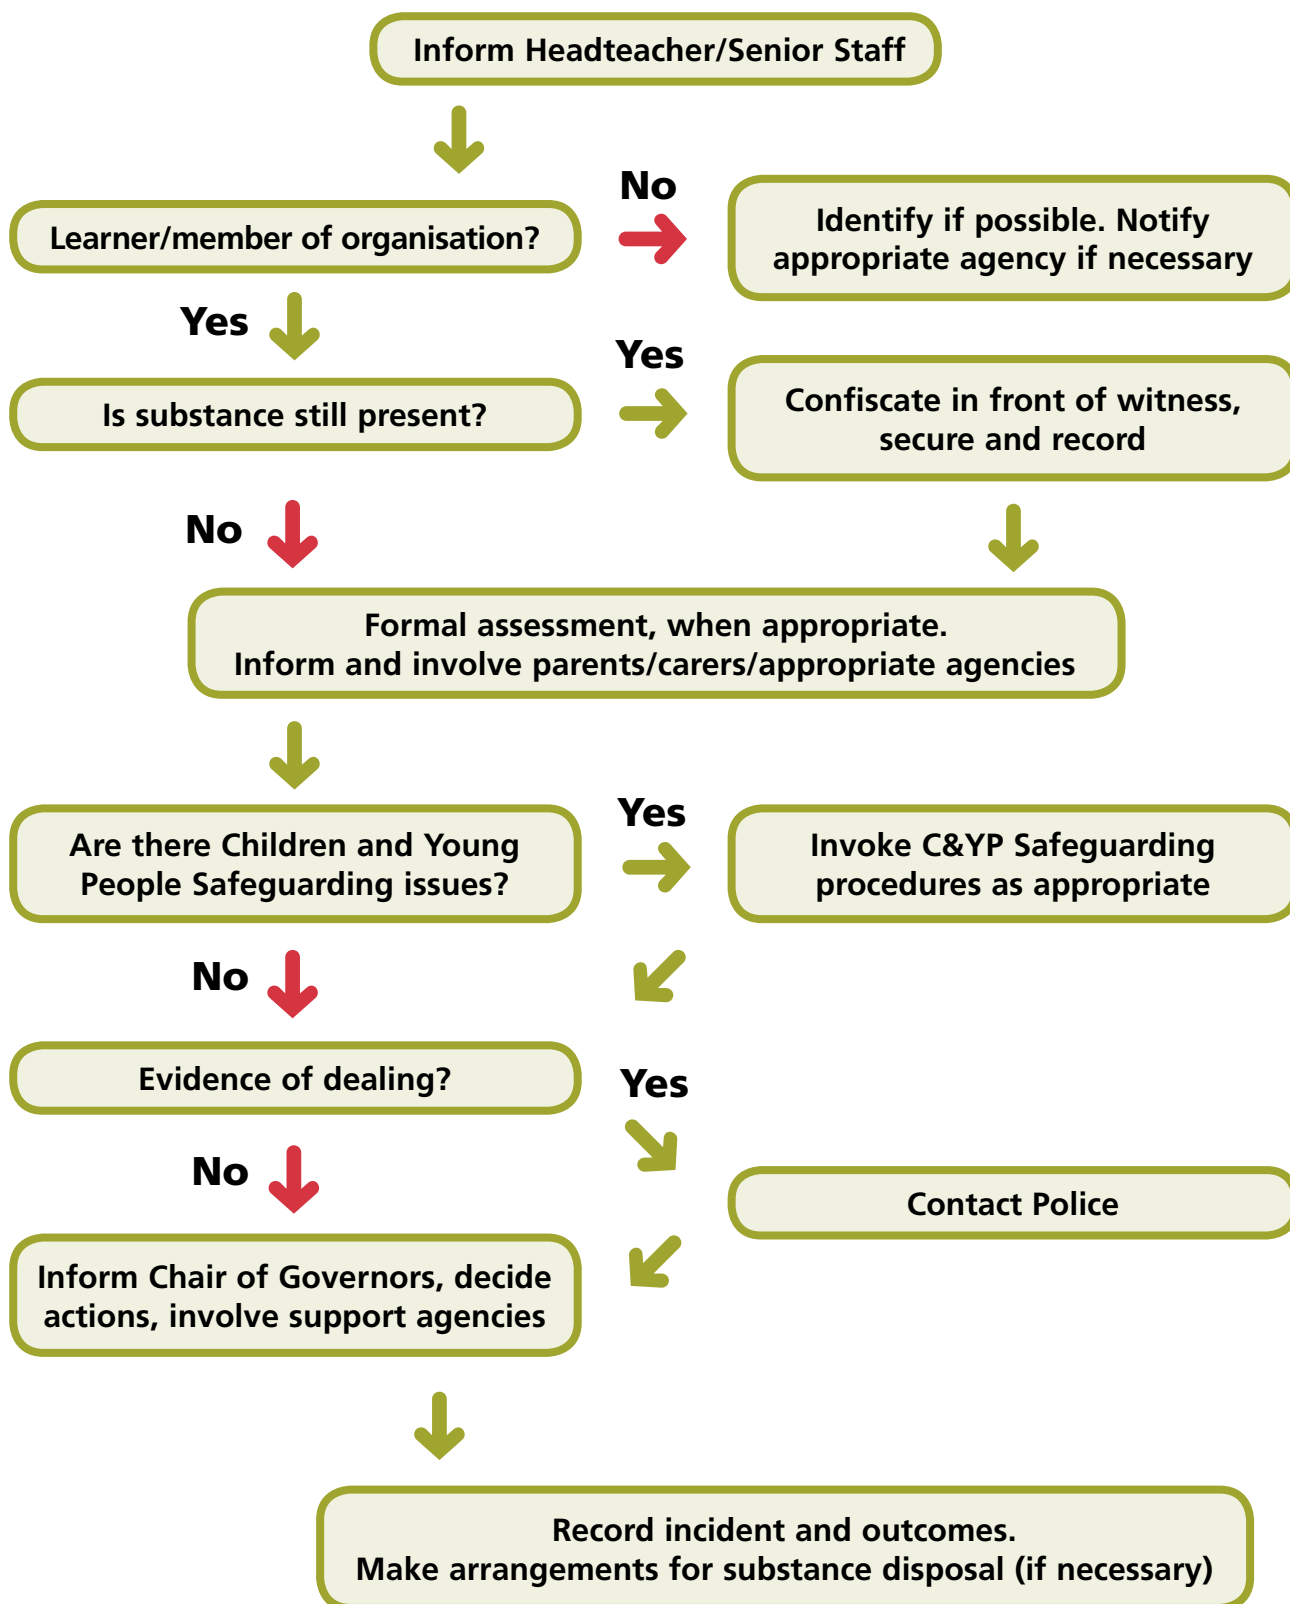 Inform Headteacher/Senior Staff
No
Learner/member of organisation?
Identify if possible. Notify
appropriate agency if necessary
Yes
Yes
Is substance still present?
Confiscate in front of witness,
secure and record
No
Formal assessment, when appropriate.
Inform and involve parents/carers/appropriate agencies
Are there Children and Young
People Safeguarding issues?
Yes
Invoke C&YP Safeguarding
procedures as appropriate
No
Evidence of dealing?
Yes
No
Contact Police
Inform Chair of Governors, decide
actions, involve support agencies
Record incident and outcomes.
Make arrangements for substance disposal (if necessary)